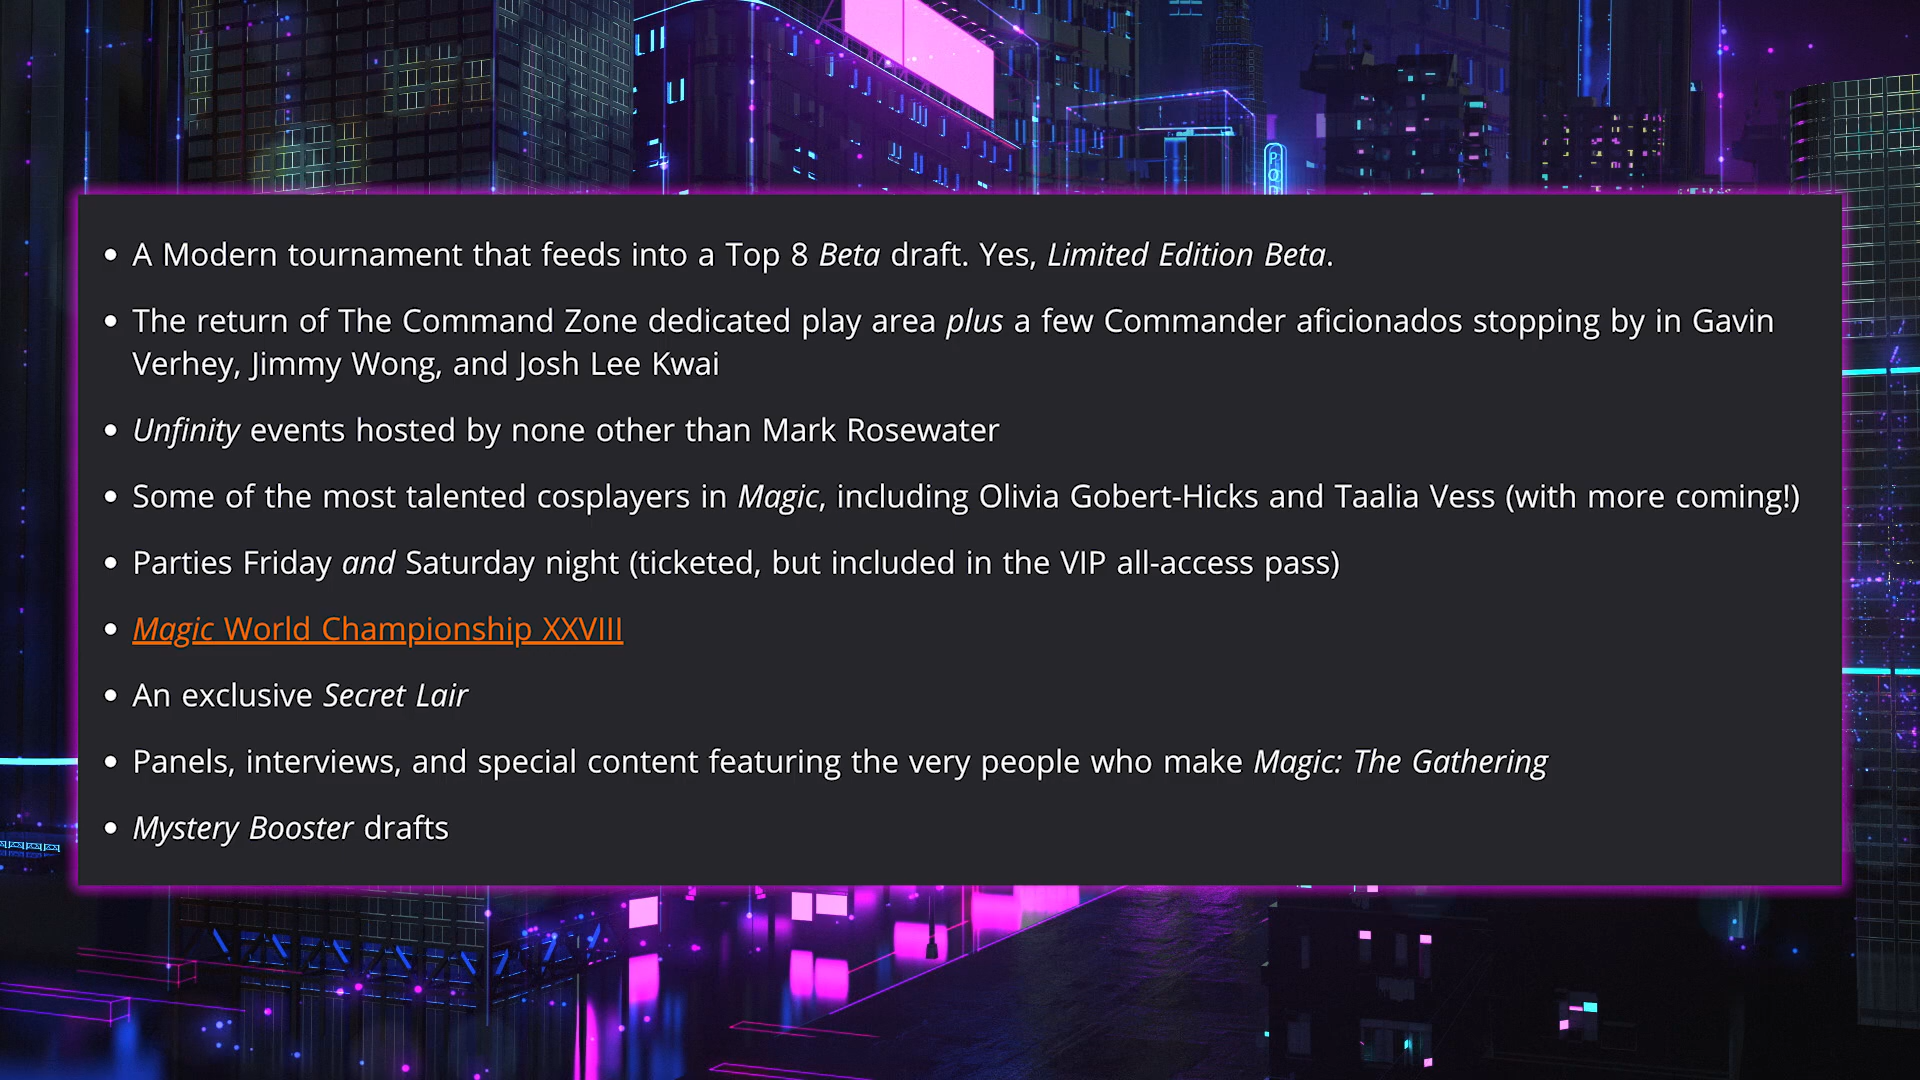 • A Modern tournament that feeds into a Top 8 Beta draft. Yes, Limited Edition Beta.
• The return of The Command Zone dedicated play area plus a few Commander aficionados stopping by in Gavin
Verhey, Jimmy Wong, and Josh Lee Kwai
• Unfinity events hosted by none other than Mark Rosewater
• Some of the most talented cosplayers in Magic, including Olivia Gobert-Hicks and Taalia Vess (with more coming!)
• Parties Friday and Saturday night (ticketed, but included in the VIP all-access pass)
• Magic World Championship XXVIII
• An exclusive Secret Lair
• Panels, interviews, and special content featuring the very people who make Magic: The Gathering
• Mystery Booster drafts